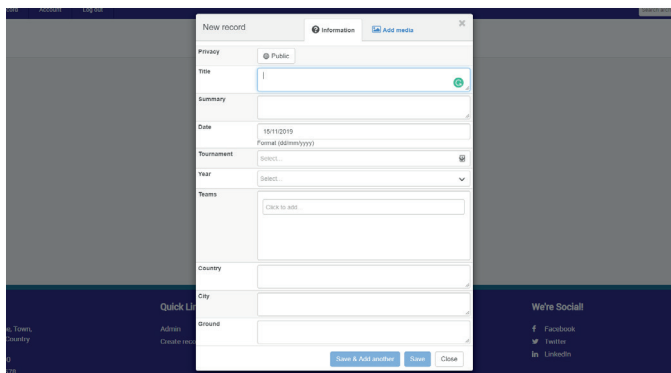 Account Log out
New record Information Add media ×
Privacy Public
Title
Summary
Date 15/11/2019
Format (dd/mm/yyyy)
Tournament Select...
Year Select...
Teams
Click to add
Country
City
Ground
Save & Add another Save Close
Quick Lin
Admin
Create reco
e, Town,
Country
We're Social!
Facebook
Twitter
LinkedIn